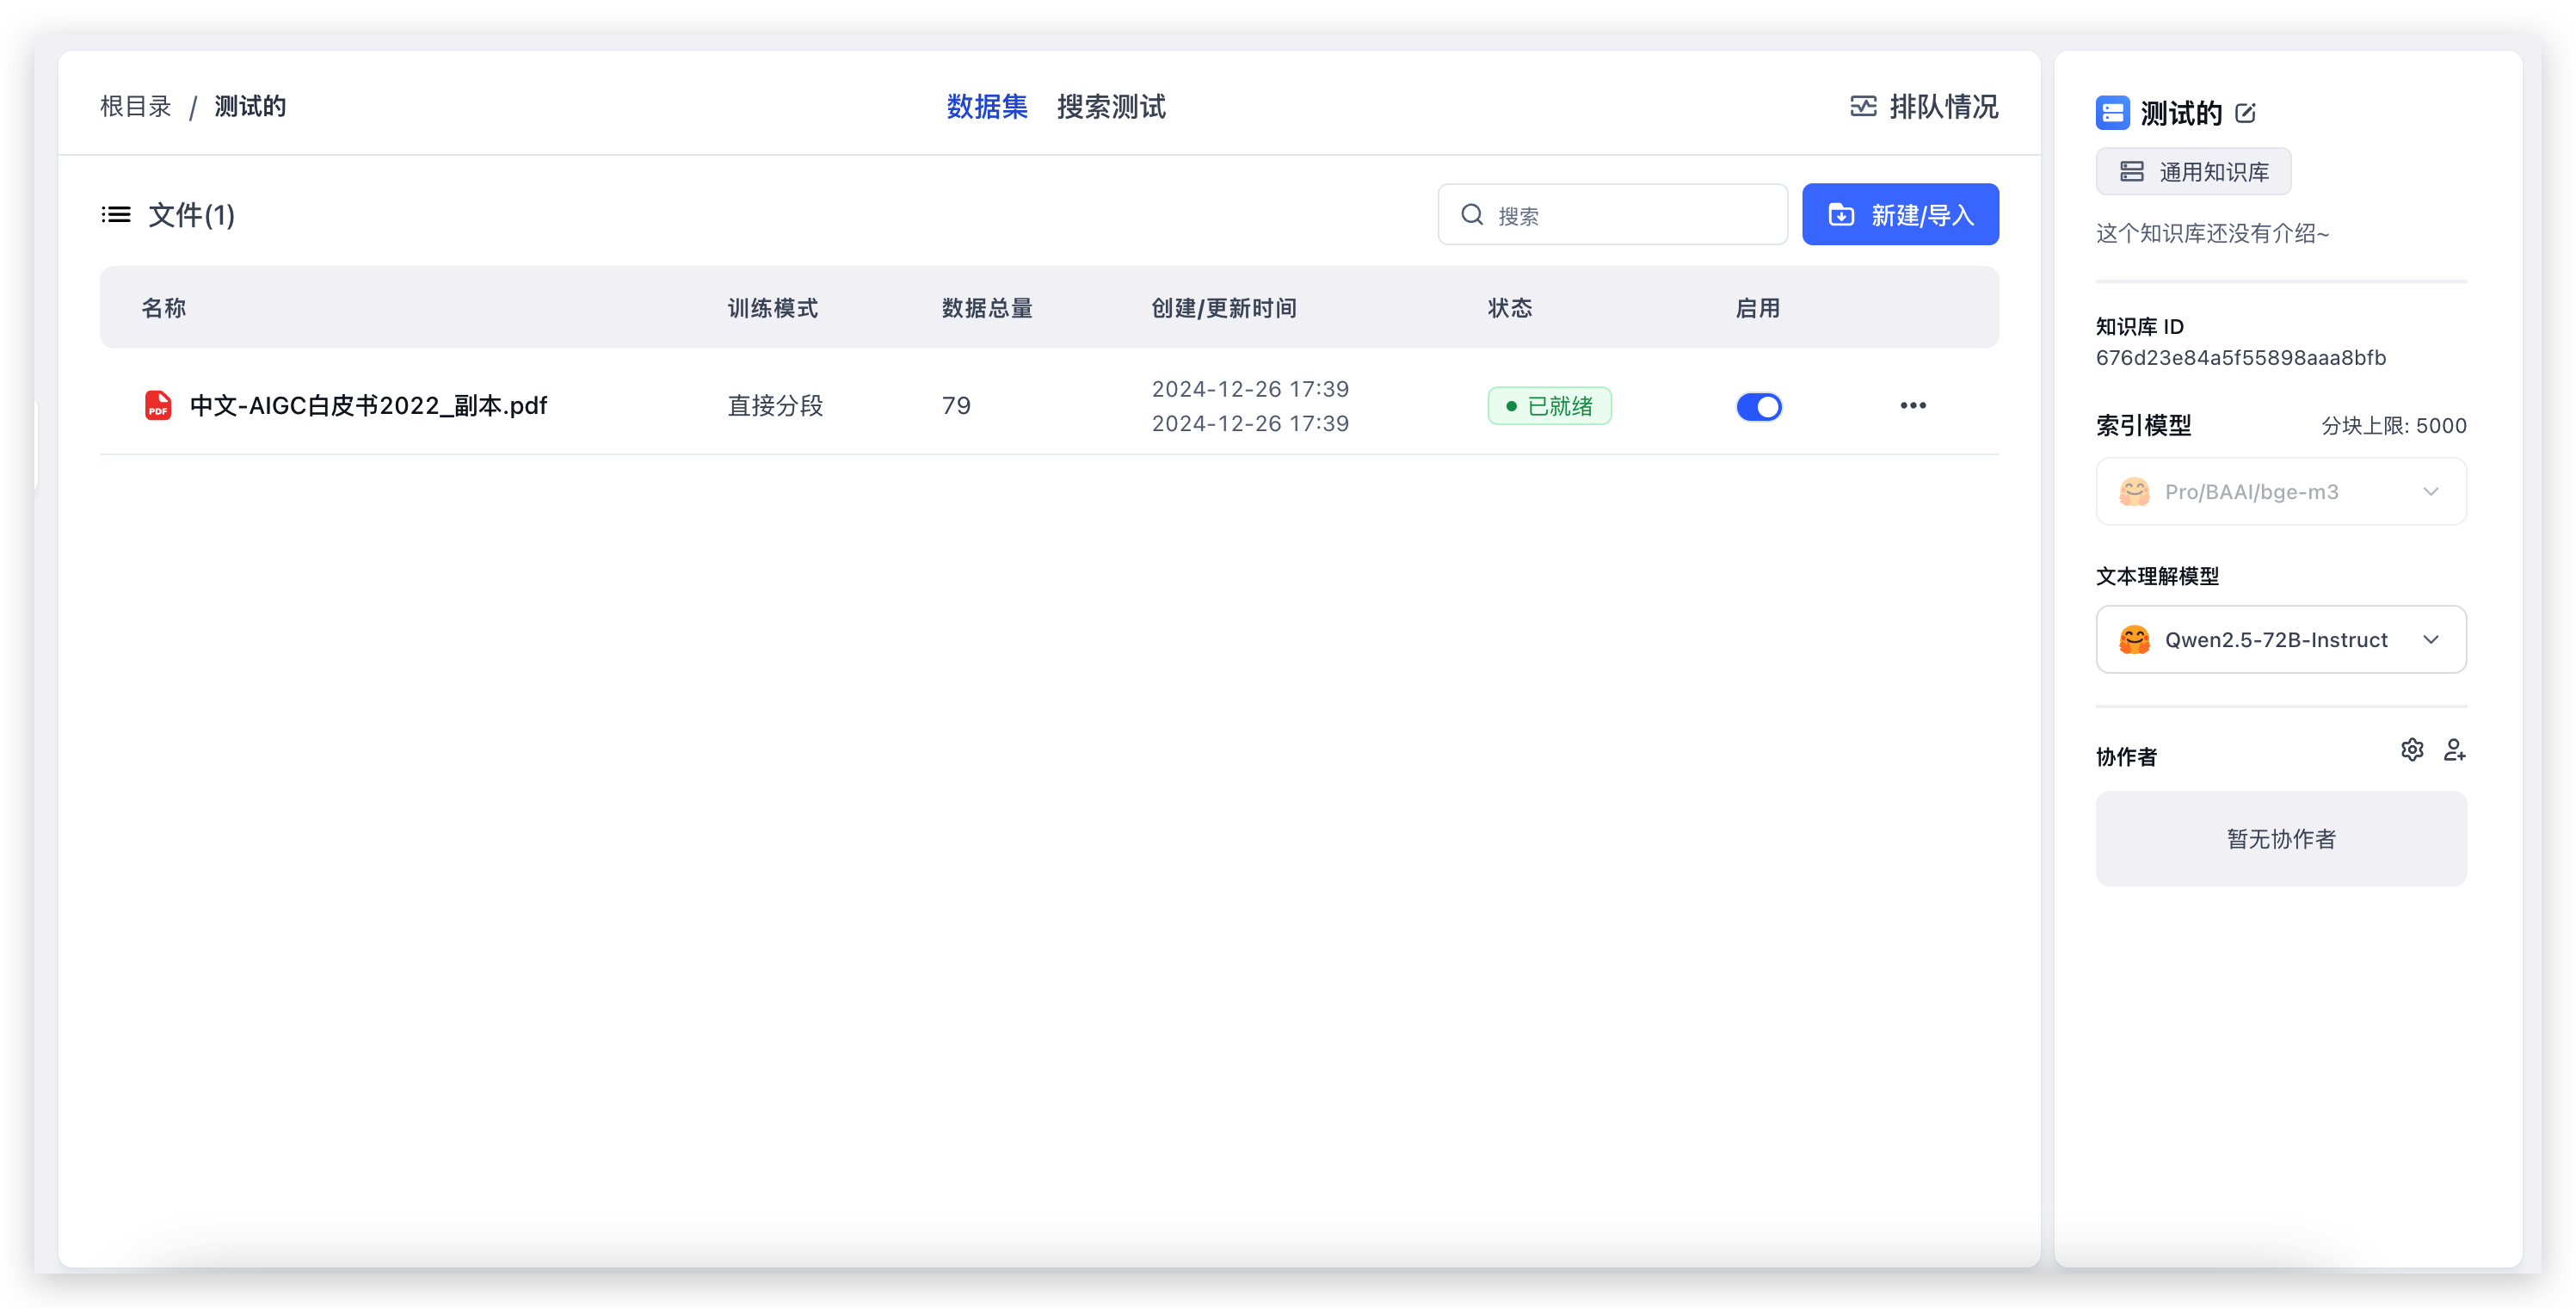 根目录 / 测试的
数据集 搜索测试
排队情况
文件(1)
搜索
新建/导入
名称 训练模式 数据总量 创建/更新时间 状态 启用
PDF 中文-AIGC白皮书2022_副本.pdf 直接分段 79 2024-12-26 17:39 已就绪
2024-12-26 17:39
测试的
通用知识库
这个知识库还没有介绍~
知识库 ID
676d23e84a5f55898aaa8bfb
索引模型 分块上限: 5000
Pro/BAAI/bge-m3
文本理解模型
Qwen2.5-72B-Instruct
协作者
暂无协作者